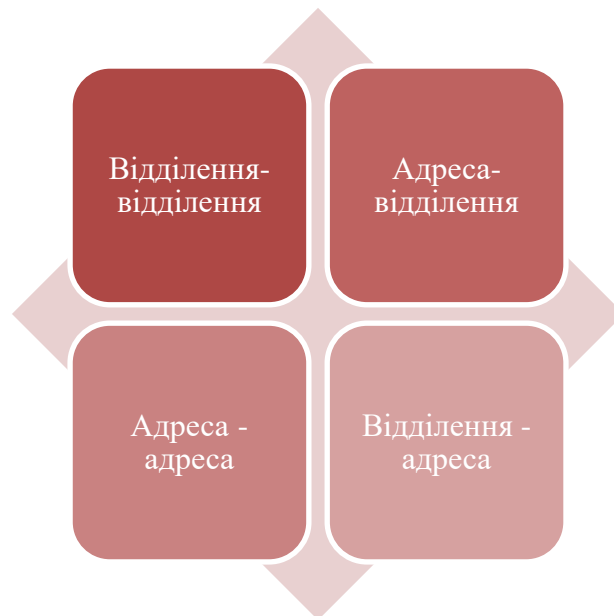 Відділення-
відділення
Адреса-
відділення
Адреса -
адреса
Відділення -
адреса